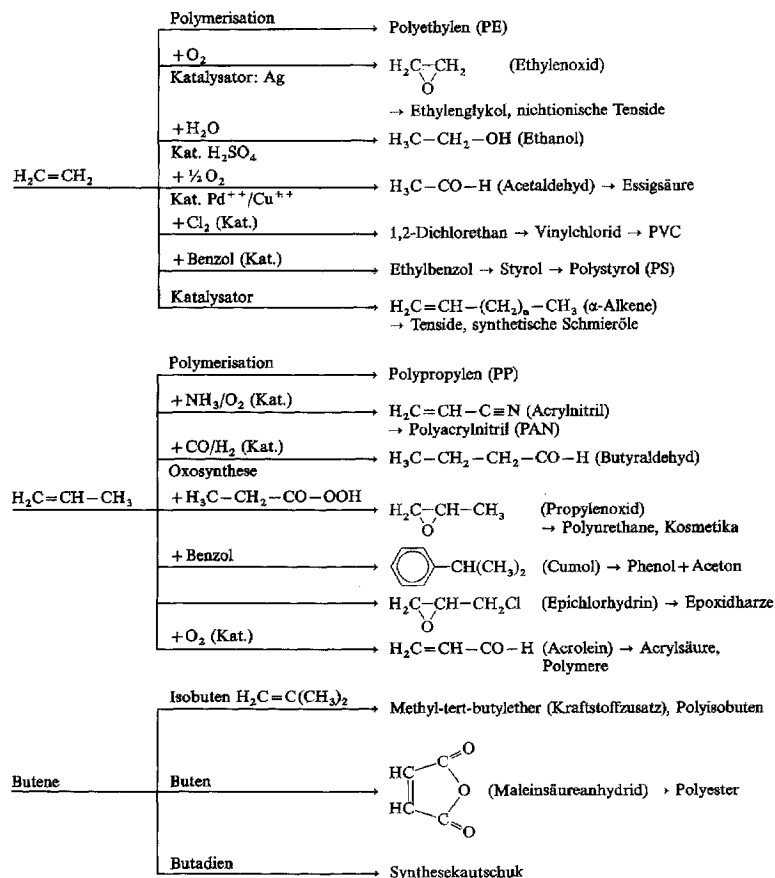 Polymerisation
Polyethylen (PE)
+O₂
Katalysator: Ag
H₂C–CH₂ (Ethylenoxid)
O
→ Ethylenglykol, nichtionische Tenside
+H₂O
Kat. H₂SO₄
H₃C–CH₂–OH (Ethanol)
H₂C=CH₂
+½O₂
Kat. Pd⁺⁺/Cu⁺⁺
H₃C–CO–H (Acetaldehyd) → Essigsäure
+Cl₂ (Kat.)
1,2-Dichlorethan → Vinylchlorid → PVC
+Benzol (Kat.)
Ethylbenzol → Styrol → Polystyrol (PS)
Katalysator
H₂C=CH–(CH₂)ₙ–CH₃ (α-Alkene)
→ Tenside, synthetische Schmieröle
Polymerisation
Polypropylen (PP)
+NH₃/O₂ (Kat.)
H₂C=CH–C≡N (Acrylnitril)
→ Polyacrylnitril (PAN)
+CO/H₂ (Kat.)
Oxosynthese
H₃C–CH₂–CH₂–CO–H (Butyraldehyd)
H₂C=CH–CH₃
+H₃C–CH₂–CO–OOH
H₂C–CH–CH₃ (Propylenoxid)
O
→ Polyurethane, Kosmetika
+Benzol
–CH(CH₃)₂ (Cumol) → Phenol+Aceton
H₂C–CH–CH₂Cl (Epichlorhydrin) → Epoxidharze
O
+O₂ (Kat.)
H₂C=CH–CO–H (Acrolein) → Acrylsäure,
Polymere
Isobuten H₂C=C(CH₃)₂
Methyl-tert-butylether (Kraftstoffzusatz), Polyisobuten
Butene
Buten
O
C
HC
O
HC
C
O
(Maleinsäureanhydrid) → Polyester
Butadien
Synthesekautschuk